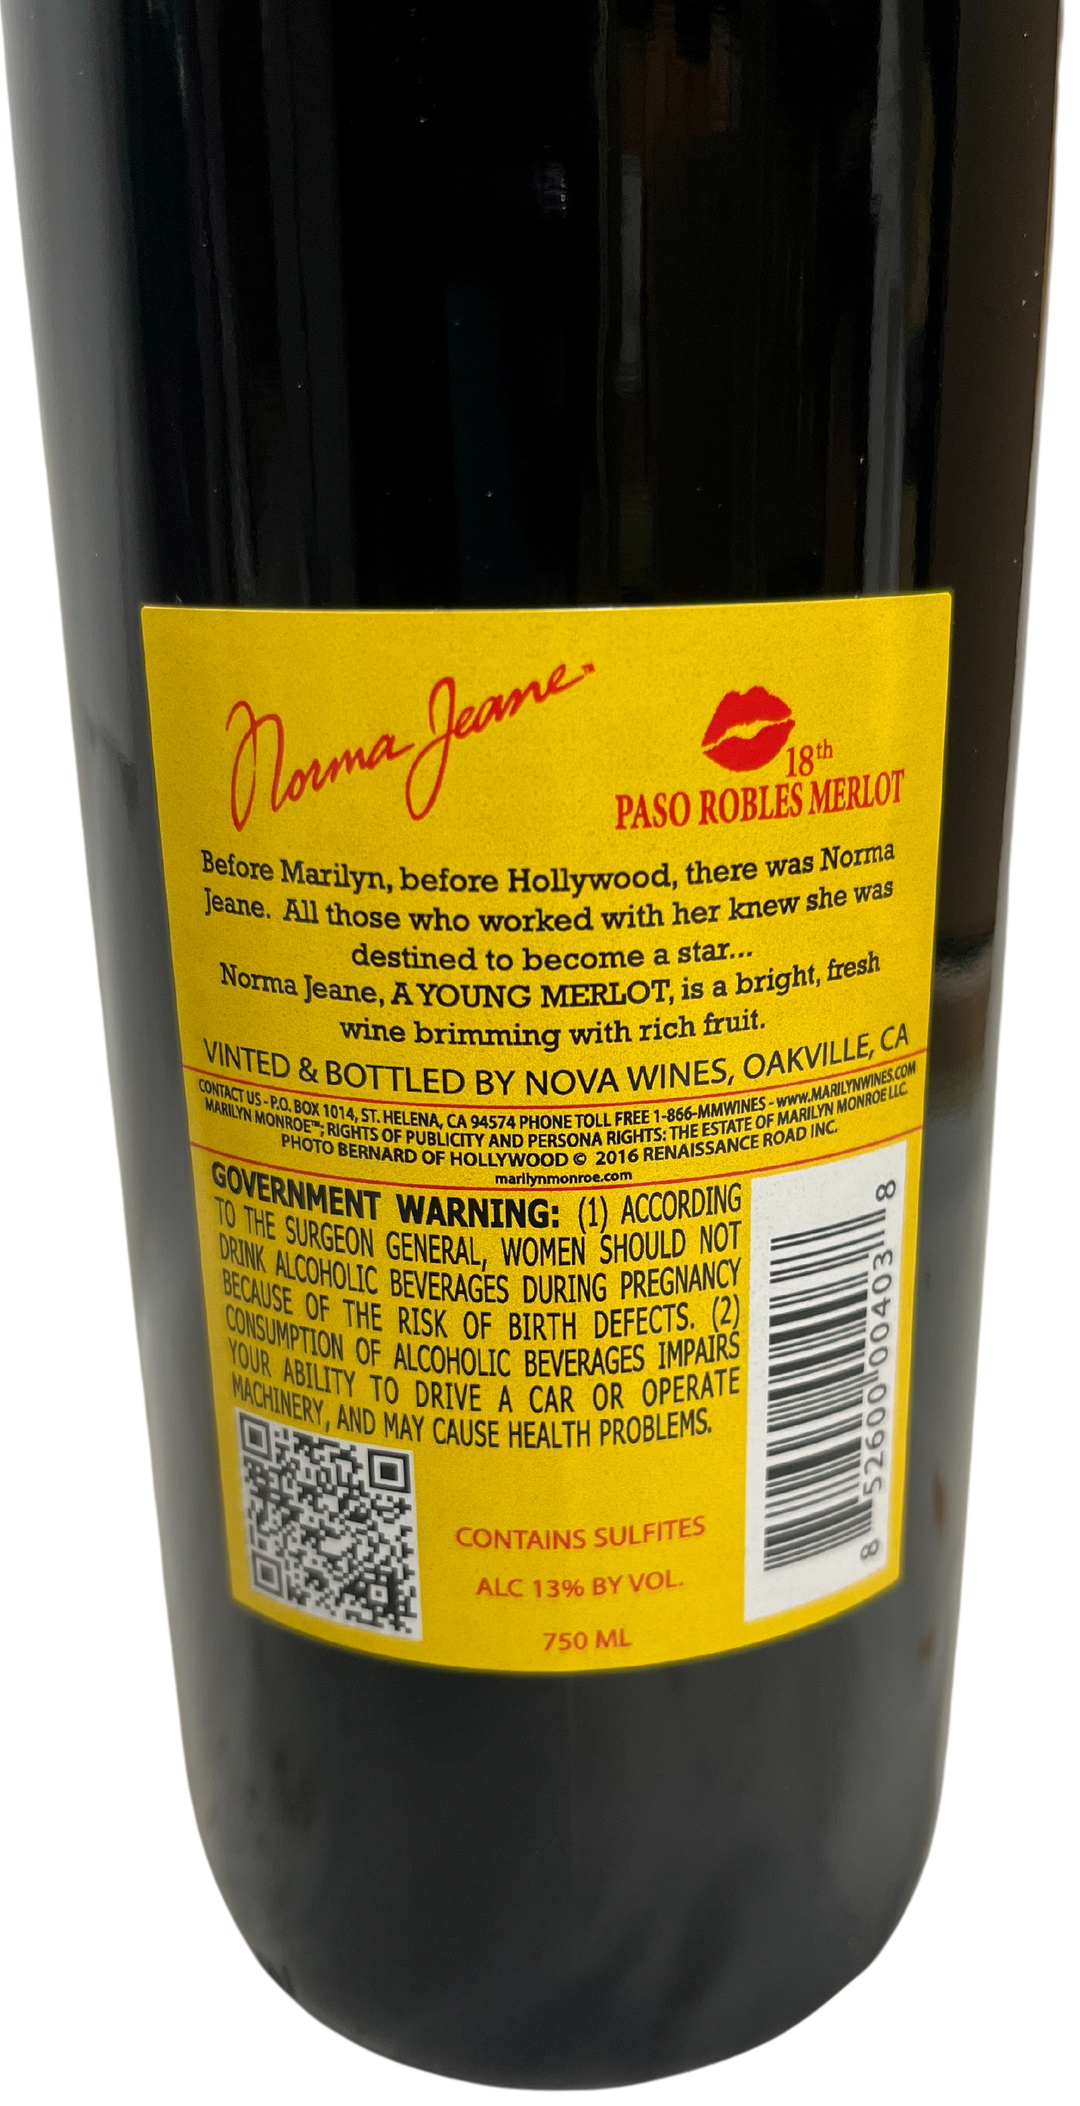 Norma Jeane™
18th
PASO ROBLES MERLOT
Before Marilyn, before Hollywood, there was Norma
Jeane. All those who worked with her knew she was
destined to become a star...
Norma Jeane, A YOUNG MERLOT, is a bright, fresh
wine brimming with rich fruit.
VINTED & BOTTLED BY NOVA WINES, OAKVILLE, CA
CONTACT US - P.O. BOX 1014, ST. HELENA, CA 94574 PHONE TOLL FREE 1-866-MMWINES - www.MARILYNWINES.COM
MARILYN MONROE™; RIGHTS OF PUBLICITY AND PERSONA RIGHTS: THE ESTATE OF MARILYN MONROE LLC.
PHOTO BERNARD OF HOLLYWOOD © 2016 RENAISSANCE ROAD INC.
marilynmonroe.com
GOVERNMENT WARNING: (1) ACCORDING
TO THE SURGEON GENERAL, WOMEN SHOULD NOT
DRINK ALCOHOLIC BEVERAGES DURING PREGNANCY
BECAUSE OF THE RISK OF BIRTH DEFECTS. (2)
CONSUMPTION OF ALCOHOLIC BEVERAGES IMPAIRS
YOUR ABILITY TO DRIVE A CAR OR OPERATE
MACHINERY, AND MAY CAUSE HEALTH PROBLEMS.
CONTAINS SULFITES
ALC 13% BY VOL.
750 ML
8 52600 00403 8